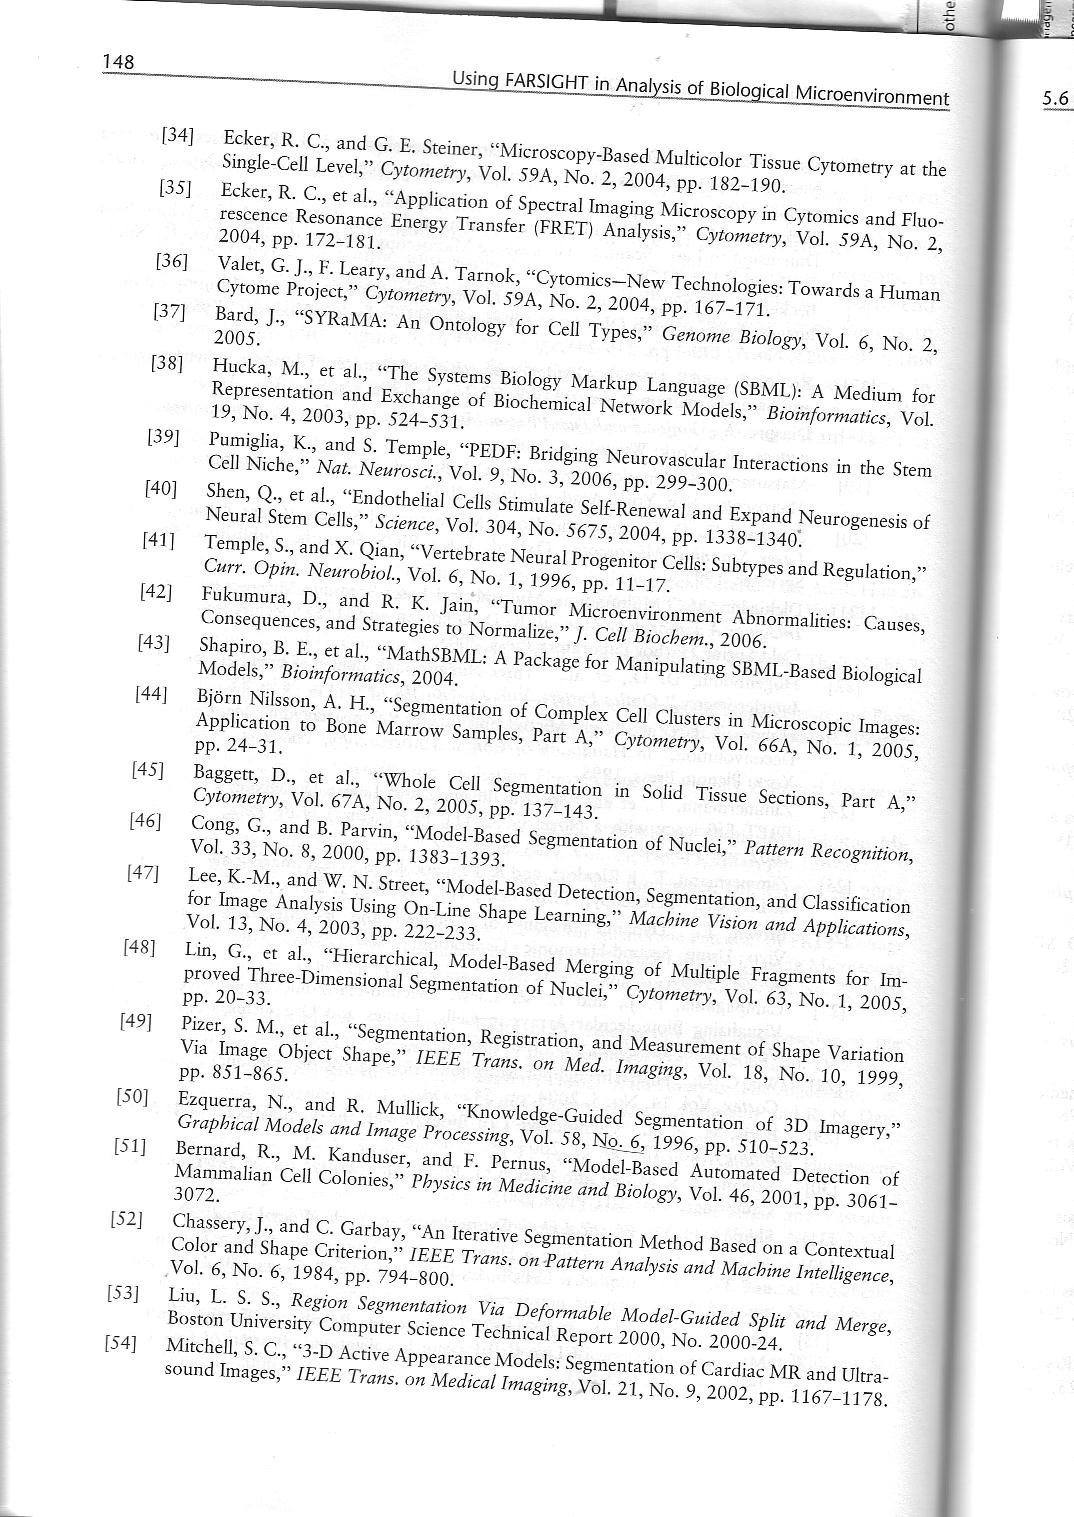 148
Using FARSIGHT in Analysis of Biological Microenvironment
[34] Ecker, R. C., and G. E. Steiner, “Microscopy-Based Multicolor Tissue Cytometry at the
Single-Cell Level,” Cytometry, Vol. 59A, No. 2, 2004, pp. 182–190.
[35] Ecker, R. C., et al., “Application of Spectral Imaging Microscopy in Cytomics and Fluo-
rescence Resonance Energy Transfer (FRET) Analysis,” Cytometry, Vol. 59A, No. 2,
2004, pp. 172–181.
[36] Valet, G. J., F. Leary, and A. Tarnok, “Cytomics—New Technologies: Towards a Human
Cytome Project,” Cytometry, Vol. 59A, No. 2, 2004, pp. 167–171.
[37] Bard, J., “SYRaMA: An Ontology for Cell Types,” Genome Biology, Vol. 6, No. 2,
2005.
[38] Hucka, M., et al., “The Systems Biology Markup Language (SBML): A Medium for
Representation and Exchange of Biochemical Network Models,” Bioinformatics, Vol.
19, No. 4, 2003, pp. 524–531.
[39] Pumiglia, K., and S. Temple, “PEDF: Bridging Neurovascular Interactions in the Stem
Cell Niche,” Nat. Neurosci., Vol. 9, No. 3, 2006, pp. 299–300.
[40] Shen, Q., et al., “Endothelial Cells Stimulate Self-Renewal and Expand Neurogenesis of
Neural Stem Cells,” Science, Vol. 304, No. 5675, 2004, pp. 1338–1340.
[41] Temple, S., and X. Qian, “Vertebrate Neural Progenitor Cells: Subtypes and Regulation,”
Curr. Opin. Neurobiol., Vol. 6, No. 1, 1996, pp. 11–17.
[42] Fukumura, D., and R. K. Jain, “Tumor Microenvironment Abnormalities: Causes,
Consequences, and Strategies to Normalize,” J. Cell Biochem., 2006.
[43] Shapiro, B. E., et al., “MathSBML: A Package for Manipulating SBML-Based Biological
Models,” Bioinformatics, 2004.
[44] Björn Nilsson, A. H., “Segmentation of Complex Cell Clusters in Microscopic Images:
Application to Bone Marrow Samples, Part A,” Cytometry, Vol. 66A, No. 1, 2005,
pp. 24–31.
[45] Baggett, D., et al., “Whole Cell Segmentation in Solid Tissue Sections, Part A,”
Cytometry, Vol. 67A, No. 2, 2005, pp. 137–143.
[46] Cong, G., and B. Parvin, “Model-Based Segmentation of Nuclei,” Pattern Recognition,
Vol. 33, No. 8, 2000, pp. 1383–1393.
[47] Lee, K.-M., and W. N. Street, “Model-Based Detection, Segmentation, and Classification
for Image Analysis Using On-Line Shape Learning,” Machine Vision and Applications,
Vol. 13, No. 4, 2003, pp. 222–233.
[48] Lin, G., et al., “Hierarchical, Model-Based Merging of Multiple Fragments for Im-
proved Three-Dimensional Segmentation of Nuclei,” Cytometry, Vol. 63, No. 1, 2005,
pp. 20–33.
[49] Pizer, S. M., et al., “Segmentation, Registration, and Measurement of Shape Variation
Via Image Object Shape,” IEEE Trans. on Med. Imaging, Vol. 18, No. 10, 1999,
pp. 851–865.
[50] Ezquerra, N., and R. Mullick, “Knowledge-Guided Segmentation of 3D Imagery,”
Graphical Models and Image Processing, Vol. 58, No. 6, 1996, pp. 510–523.
[51] Bernard, R., M. Kanduser, and F. Pernus, “Model-Based Automated Detection of
Mammalian Cell Colonies,” Physics in Medicine and Biology, Vol. 46, 2001, pp. 3061–
3072.
[52] Chassery, J., and C. Garbay, “An Iterative Segmentation Method Based on a Contextual
Color and Shape Criterion,” IEEE Trans. on Pattern Analysis and Machine Intelligence,
Vol. 6, No. 6, 1984, pp. 794–800.
[53] Liu, L. S. S., Region Segmentation Via Deformable Model-Guided Split and Merge,
Boston University Computer Science Technical Report 2000, No. 2000-24.
[54] Mitchell, S. C., “3-D Active Appearance Models: Segmentation of Cardiac MR and Ultra-
sound Images,” IEEE Trans. on Medical Imaging, Vol. 21, No. 9, 2002, pp. 1167–1178.
5.6
othe